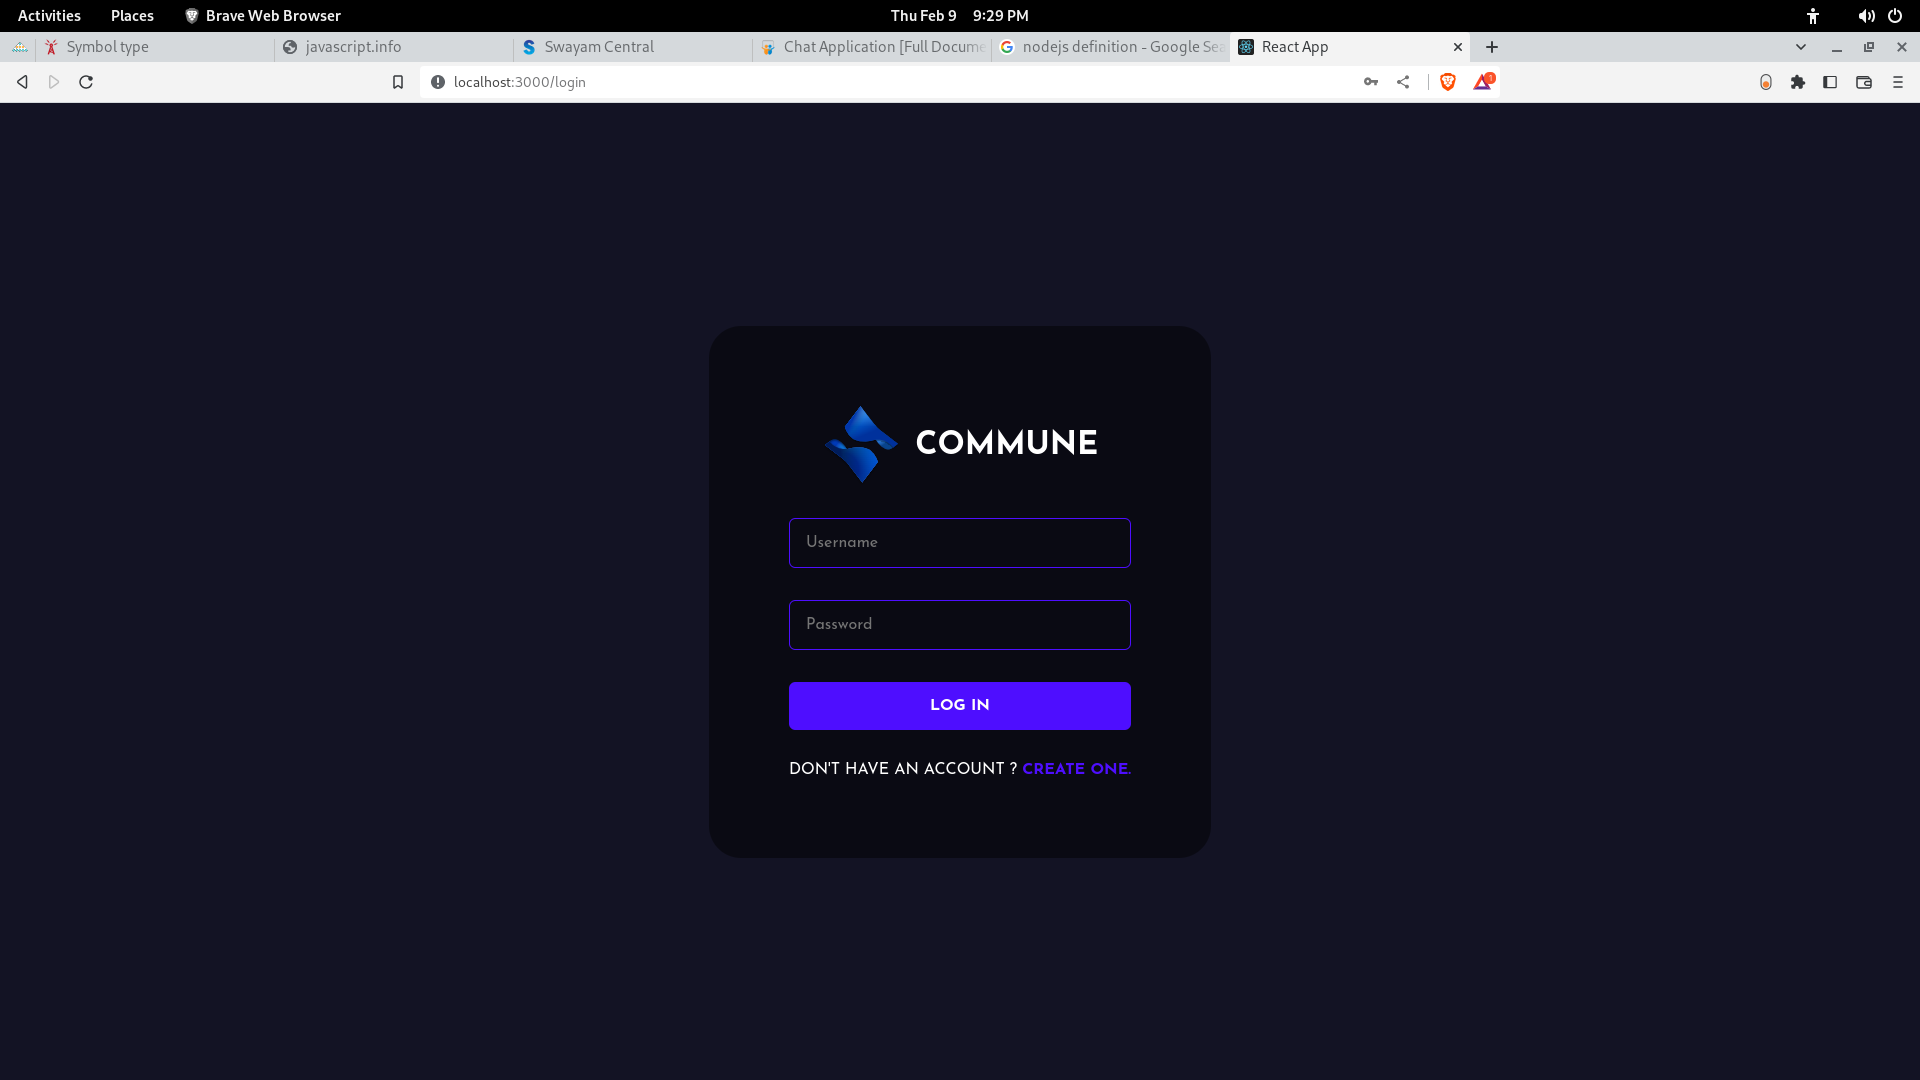 Activities Places Brave Web Browser Thu Feb 9 9:29 PM
Symbol type javascript.info Swayam Central Chat Application [Full Docume nodejs definition - Google Sea React App
localhost:3000/login 1
COMMUNE
Username
Password
LOG IN
DON'T HAVE AN ACCOUNT ? CREATE ONE.